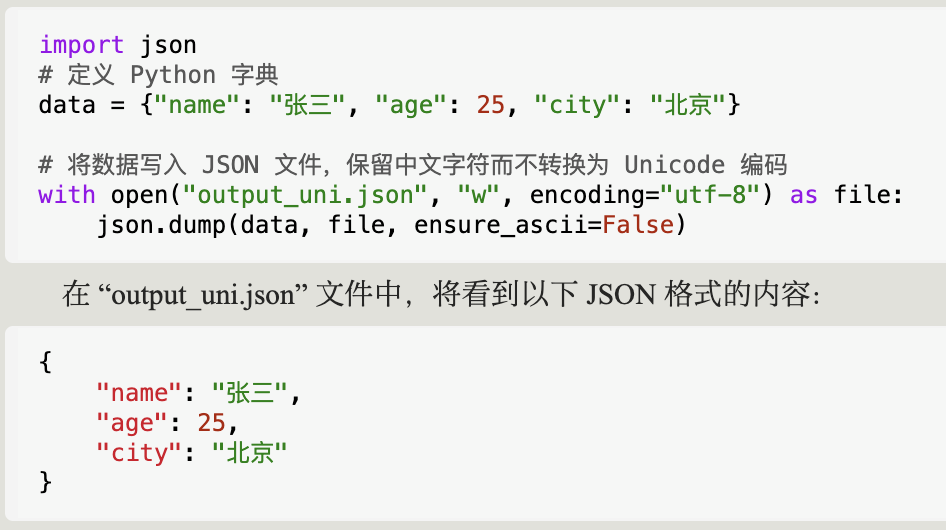 import json
# 定义 Python 字典
data = {"name": "张三", "age": 25, "city": "北京"}
# 将数据写入 JSON 文件，保留中文字符而不转换为 Unicode 编码
with open("output_uni.json", "w", encoding="utf-8") as file:
    json.dump(data, file, ensure_ascii=False)
在 “output_uni.json” 文件中，将看到以下 JSON 格式的内容：
{
    "name": "张三",
    "age": 25,
    "city": "北京"
}